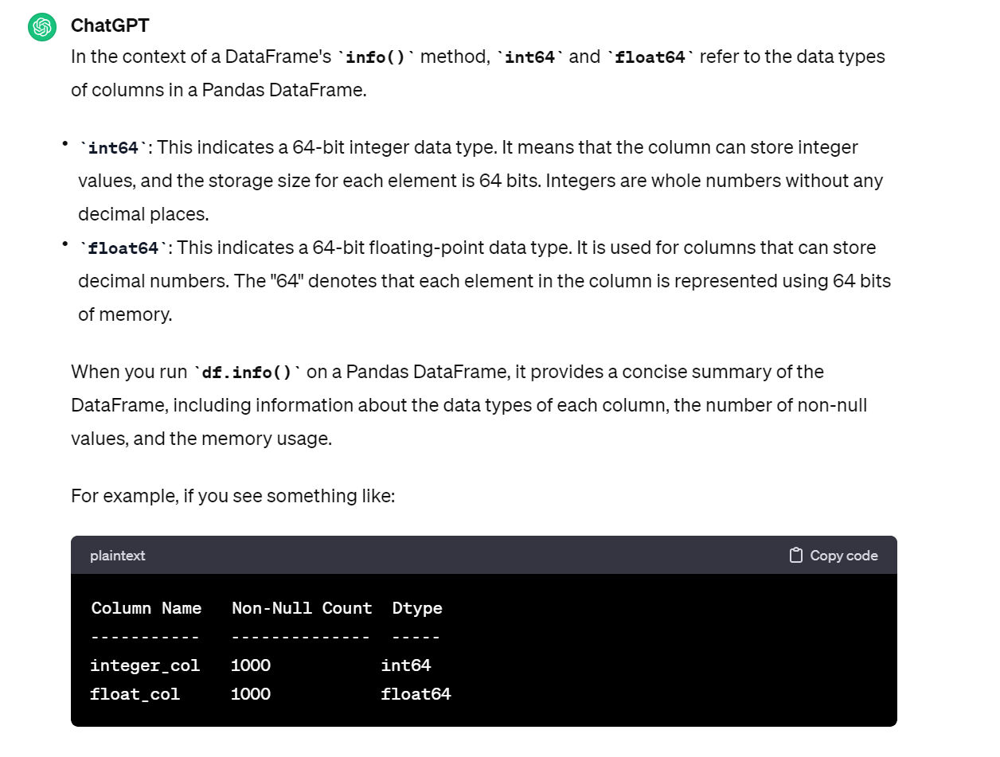 ChatGPT
In the context of a DataFrame's `info()` method, `int64` and `float64` refer to the data types
of columns in a Pandas DataFrame.
• `int64`: This indicates a 64-bit integer data type. It means that the column can store integer
values, and the storage size for each element is 64 bits. Integers are whole numbers without any
decimal places.
• `float64`: This indicates a 64-bit floating-point data type. It is used for columns that can store
decimal numbers. The "64" denotes that each element in the column is represented using 64 bits
of memory.
When you run `df.info()` on a Pandas DataFrame, it provides a concise summary of the
DataFrame, including information about the data types of each column, the number of non-null
values, and the memory usage.
For example, if you see something like:
plaintext Copy code
Column Name   Non-Null Count  Dtype
-----------   --------------  -----
integer_col   1000           int64
float_col     1000           float64